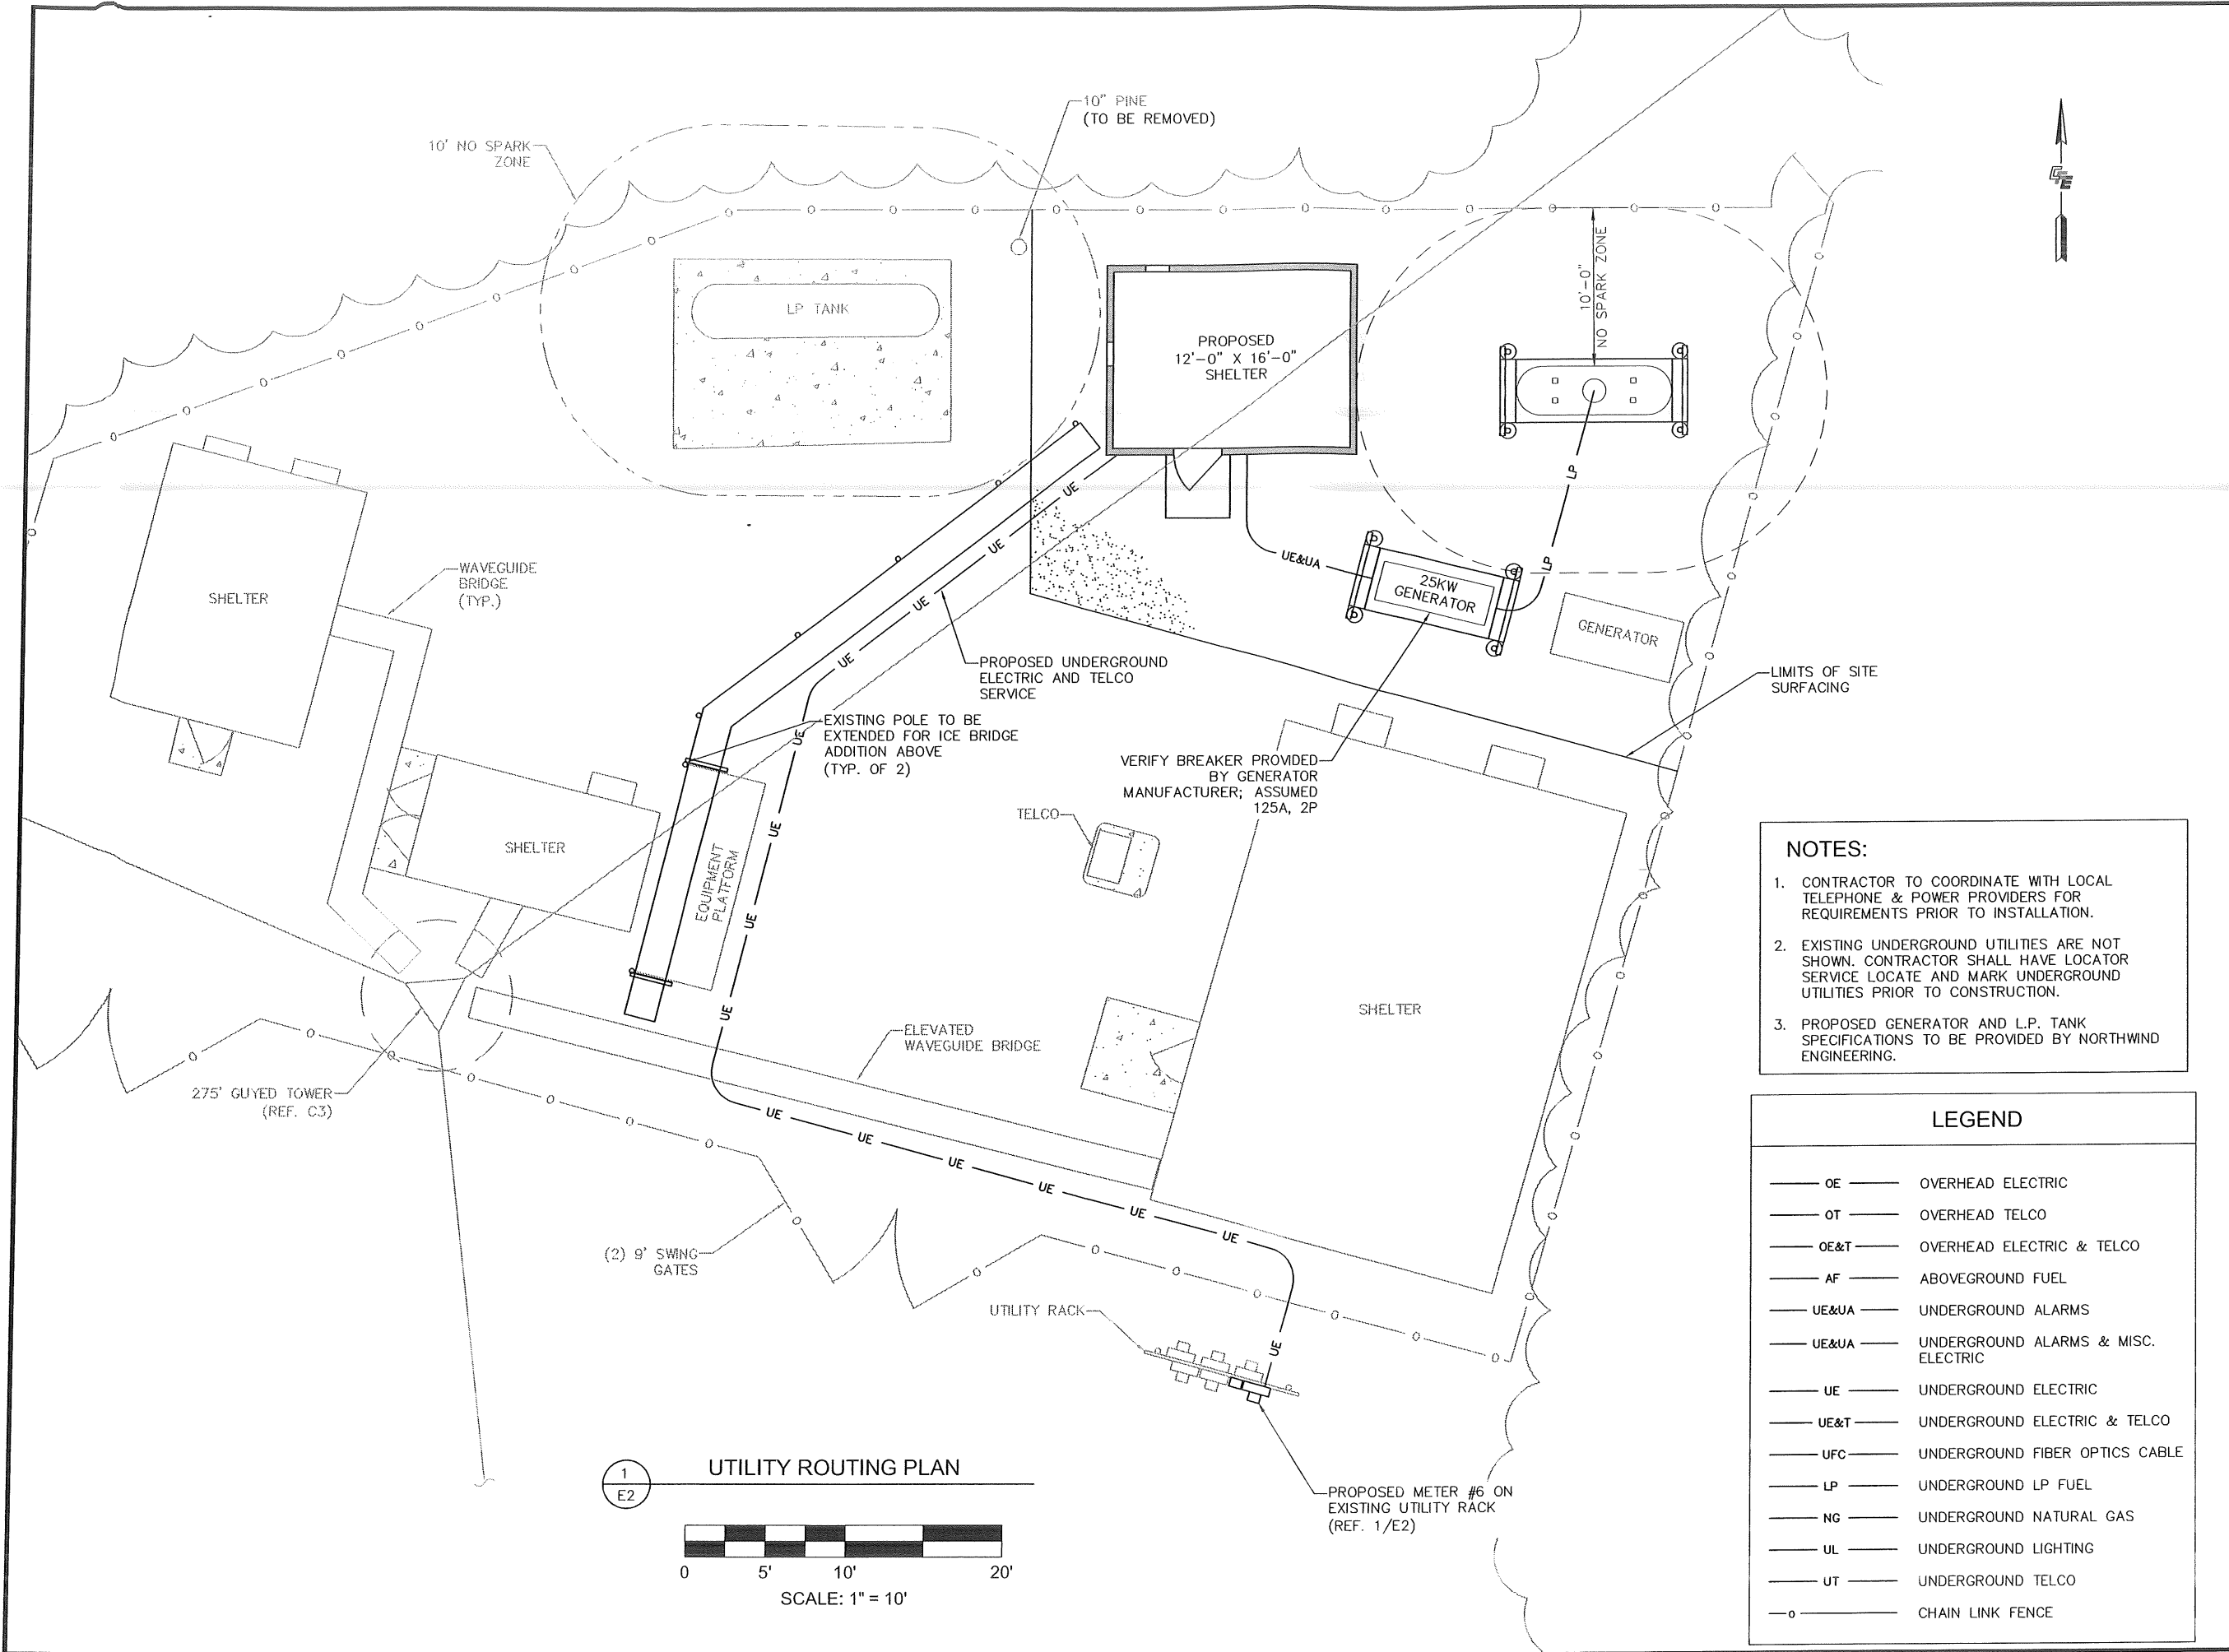 10" PINE
(TO BE REMOVED)
10' NO SPARK
ZONE
LP TANK
PROPOSED
12'-0" X 16'-0"
SHELTER
10'-0"
NO SPARK ZONE
LP
LP
UE
UE
UE
UE
UE
UE
UE
UE
UE&UA
25KW
GENERATOR
GENERATOR
SHELTER
WAVEGUIDE
BRIDGE
(TYP.)
PROPOSED UNDERGROUND
ELECTRIC AND TELCO
SERVICE
LIMITS OF SITE
SURFACING
EXISTING POLE TO BE
EXTENDED FOR ICE BRIDGE
ADDITION ABOVE
(TYP. OF 2)
VERIFY BREAKER PROVIDED
BY GENERATOR
MANUFACTURER; ASSUMED
125A, 2P
TELCO
SHELTER
EQUIPMENT
PLATFORM
SHELTER
ELEVATED
WAVEGUIDE BRIDGE
275' GUYED TOWER
(REF. C3)
UE
UE
UE
UE
UE
UE
UE
(2) 9' SWING
GATES
UTILITY RACK
PROPOSED METER #6 ON
EXISTING UTILITY RACK
(REF. 1/E2)
1
E2
UTILITY ROUTING PLAN
0 5' 10' 20'
SCALE: 1" = 10'
NOTES:
1. CONTRACTOR TO COORDINATE WITH LOCAL
TELEPHONE & POWER PROVIDERS FOR
REQUIREMENTS PRIOR TO INSTALLATION.
2. EXISTING UNDERGROUND UTILITIES ARE NOT
SHOWN. CONTRACTOR SHALL HAVE LOCATOR
SERVICE LOCATE AND MARK UNDERGROUND
UTILITIES PRIOR TO CONSTRUCTION.
3. PROPOSED GENERATOR AND L.P. TANK
SPECIFICATIONS TO BE PROVIDED BY NORTHWIND
ENGINEERING.
LEGEND
OE OVERHEAD ELECTRIC
OT OVERHEAD TELCO
OE&T OVERHEAD ELECTRIC & TELCO
AF ABOVEGROUND FUEL
UE&UA UNDERGROUND ALARMS
UE&UA UNDERGROUND ALARMS & MISC.
ELECTRIC
UE UNDERGROUND ELECTRIC
UE&T UNDERGROUND ELECTRIC & TELCO
UFC UNDERGROUND FIBER OPTICS CABLE
LP UNDERGROUND LP FUEL
NG UNDERGROUND NATURAL GAS
UL UNDERGROUND LIGHTING
UT UNDERGROUND TELCO
o CHAIN LINK FENCE